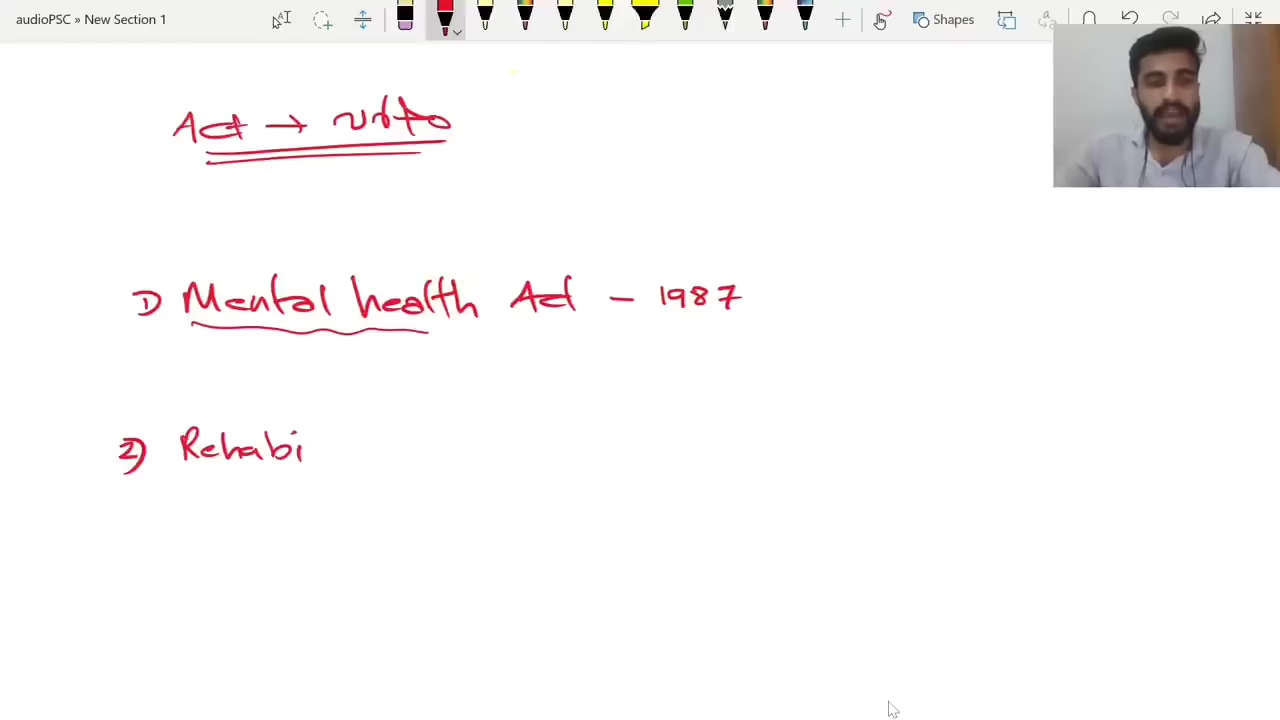 audioPSC » New Section 1
Shapes
Act → വർഷം
1) Mental health Act - 1987
2) Rehabi